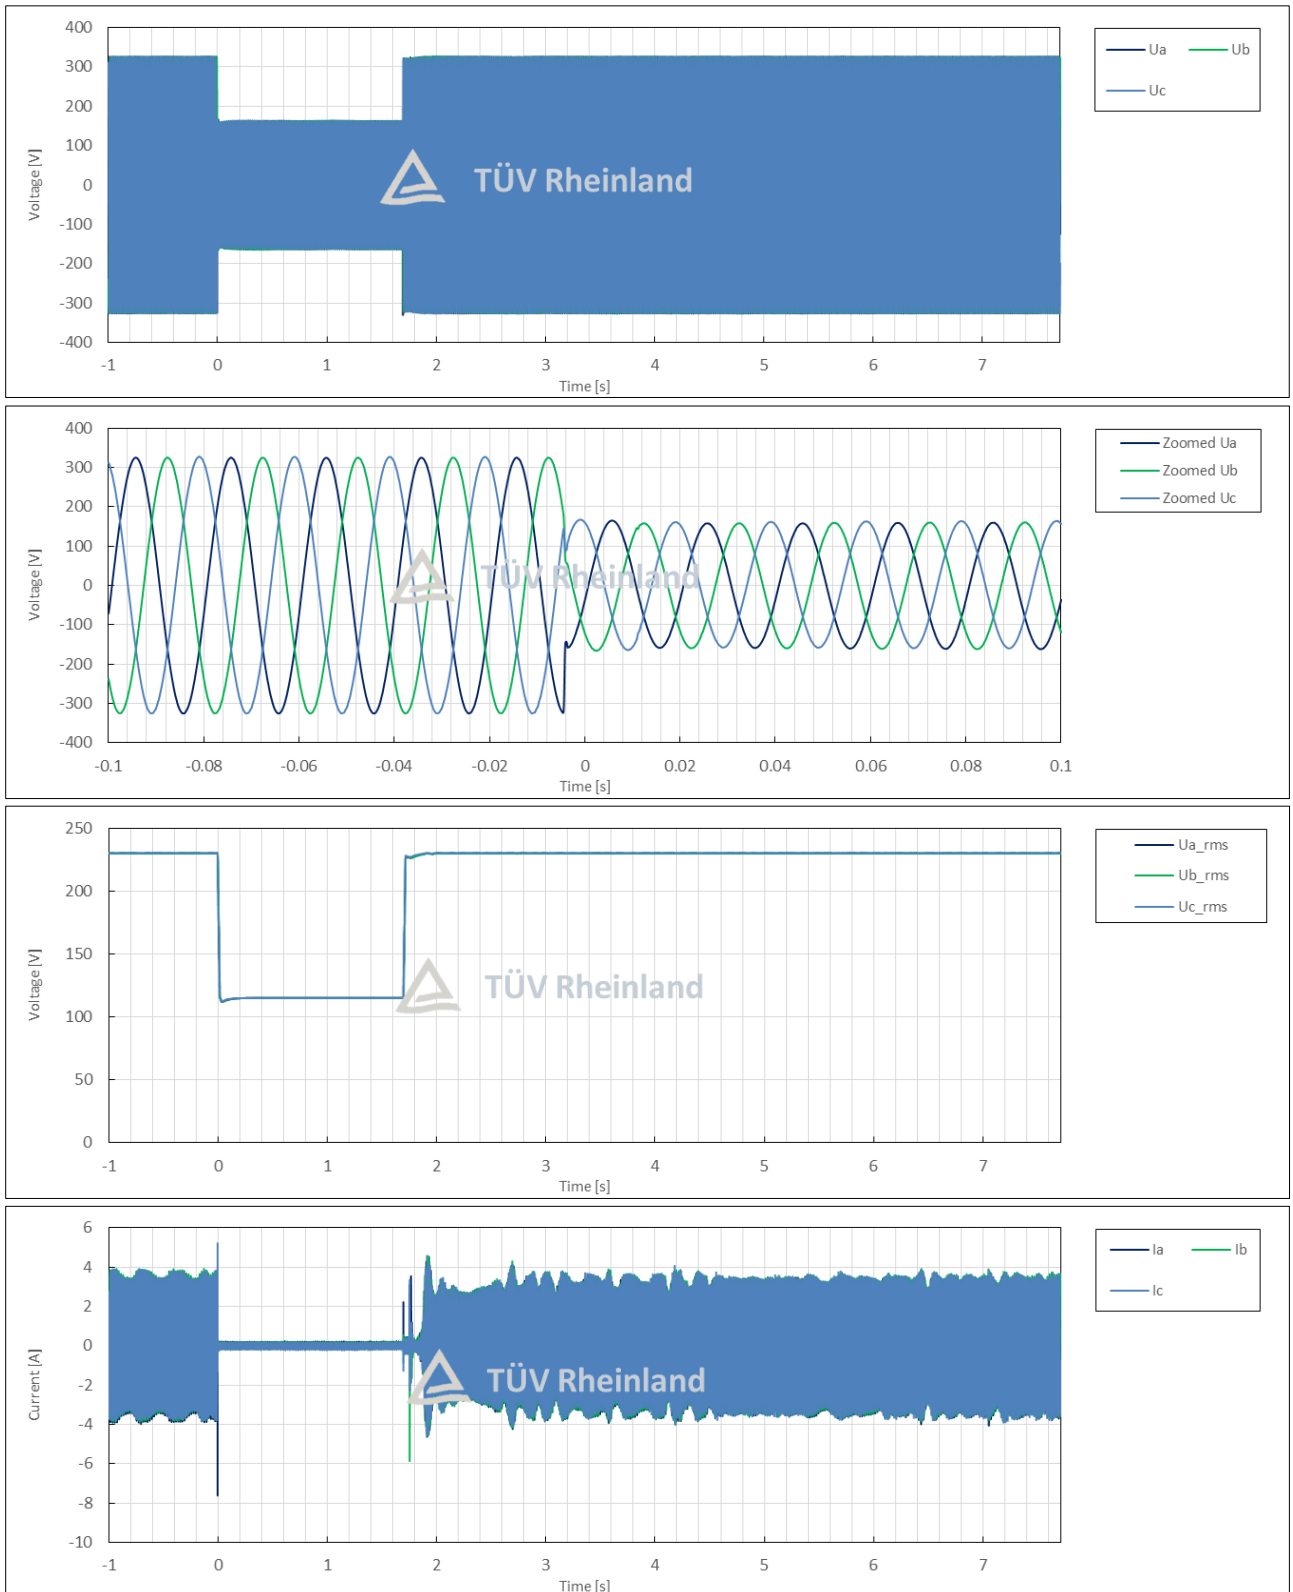 400
300
200
100
0
-100
-200
-300
-400
Voltage [V]
-1 0 1 2 3 4 5 6 7
Time [s]
Ua Ub
Uc
TÜV Rheinland
400
300
200
100
0
-100
-200
-300
-400
Voltage [V]
-0.1 -0.08 -0.06 -0.04 -0.02 0 0.02 0.04 0.06 0.08 0.1
Time [s]
Zoomed Ua
Zoomed Ub
Zoomed Uc
TÜV Rheinland
250
200
150
100
50
0
Voltage [V]
-1 0 1 2 3 4 5 6 7
Time [s]
Ua_rms
Ub_rms
Uc_rms
TÜV Rheinland
6
4
2
0
-2
-4
-6
-8
-10
Current [A]
-1 0 1 2 3 4 5 6 7
Time [s]
Ia Ib
Ic
TÜV Rheinland